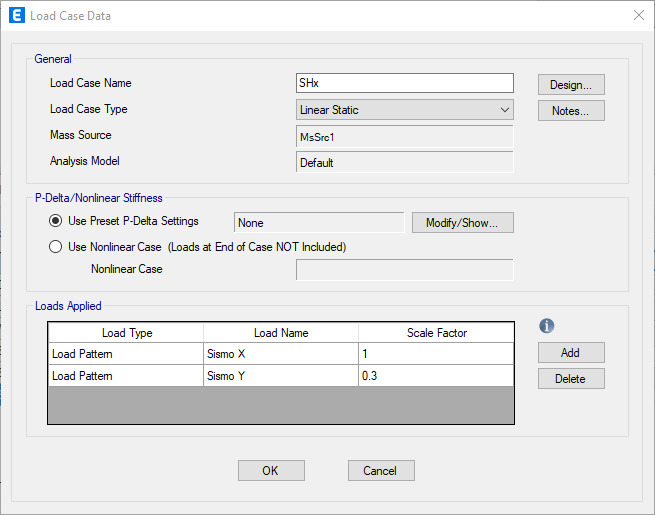 E Load Case Data
General
Load Case Name SHx Design...
Load Case Type Linear Static Notes...
Mass Source MsSrc1
Analysis Model Default
P-Delta/Nonlinear Stiffness
Use Preset P-Delta Settings None Modify/Show...
Use Nonlinear Case (Loads at End of Case NOT Included)
Nonlinear Case
Loads Applied
Load Type Load Name Scale Factor
Load Pattern Sismo X 1
Load Pattern Sismo Y 0.3
i
Add
Delete
OK Cancel